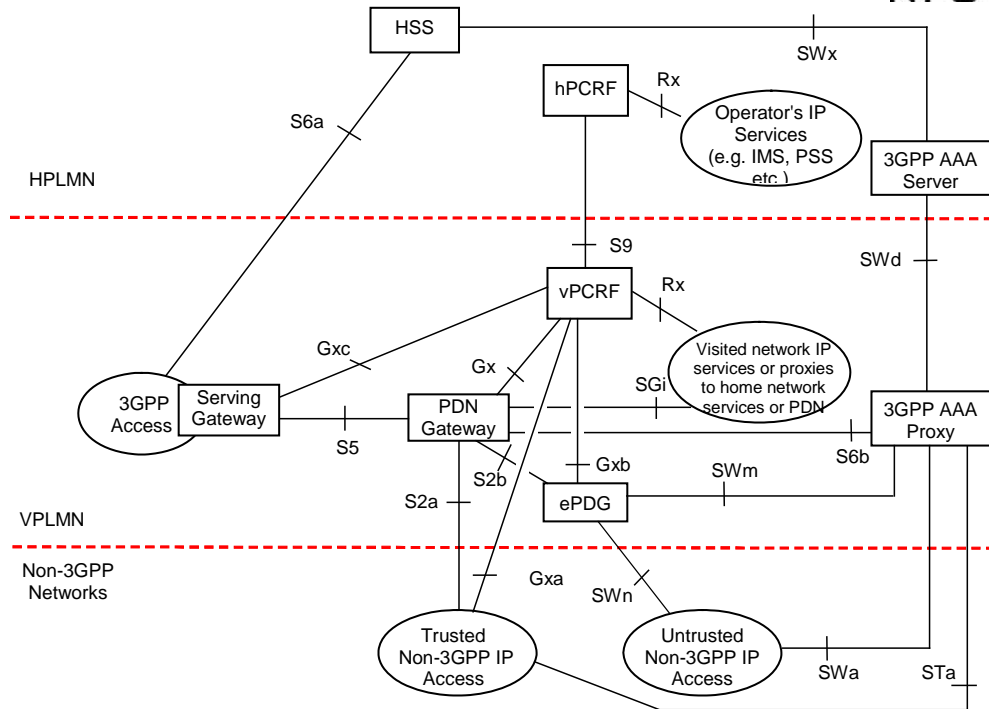 HSS
SWx
hPCRF
Rx
S6a
Operator's IP
Services
(e.g. IMS, PSS
etc.)
3GPP AAA
Server
HPLMN
S9
SWd
vPCRF
Rx
Gxc
Gx
Visited network IP
services or proxies
to home network
services or PDN
SGi
3GPP
Access
Serving
Gateway
PDN
Gateway
3GPP AAA
Proxy
S5
S6b
S2b
Gxb
SWm
S2a
ePDG
VPLMN
Non-3GPP
Networks
Gxa
SWn
Trusted
Non-3GPP IP
Access
Untrusted
Non-3GPP IP
Access
SWa
STa